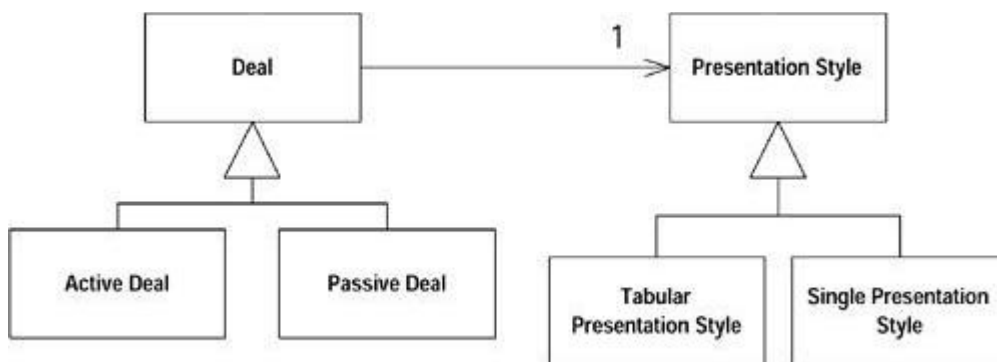 1
Deal
Presentation Style
Active Deal
Passive Deal
Tabular
Presentation Style
Single Presentation
Style